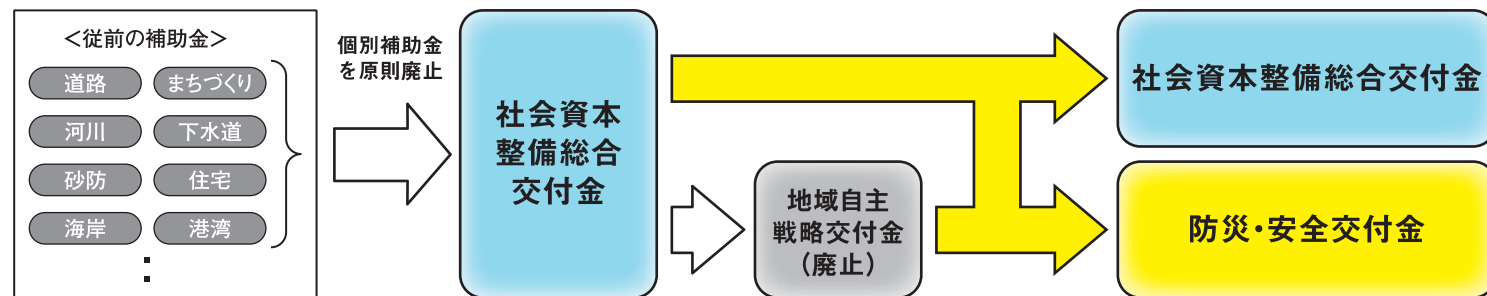 ＜従前の補助金＞
道路
まちづくり
河川
下水道
砂防
住宅
海岸
港湾
個別補助金
を原則廃止
社会資本
整備総合
交付金
地域自主
戦略交付金
（廃止）
社会資本整備総合交付金
防災・安全交付金